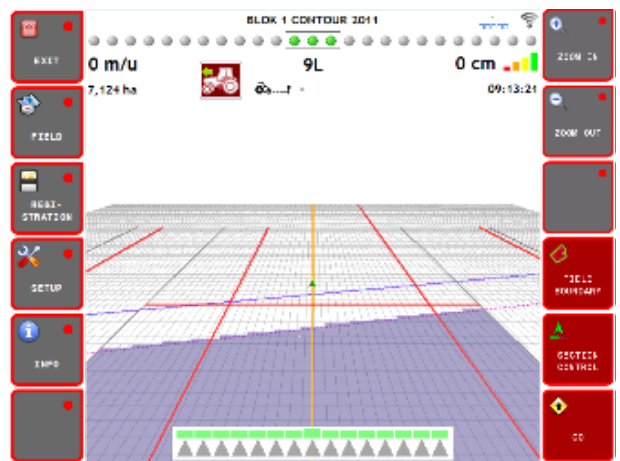 BLOK 1 CONTOUR 2011
EXIT
0 m/u
9L
0 cm
7,124 ha
-
09:13:21
ZOOM IN
FIELD
ZOOM OUT
REGI-
STRATION
SETUP
FIELD
BOUNDARY
INFO
SECTION
CONTROL
GO